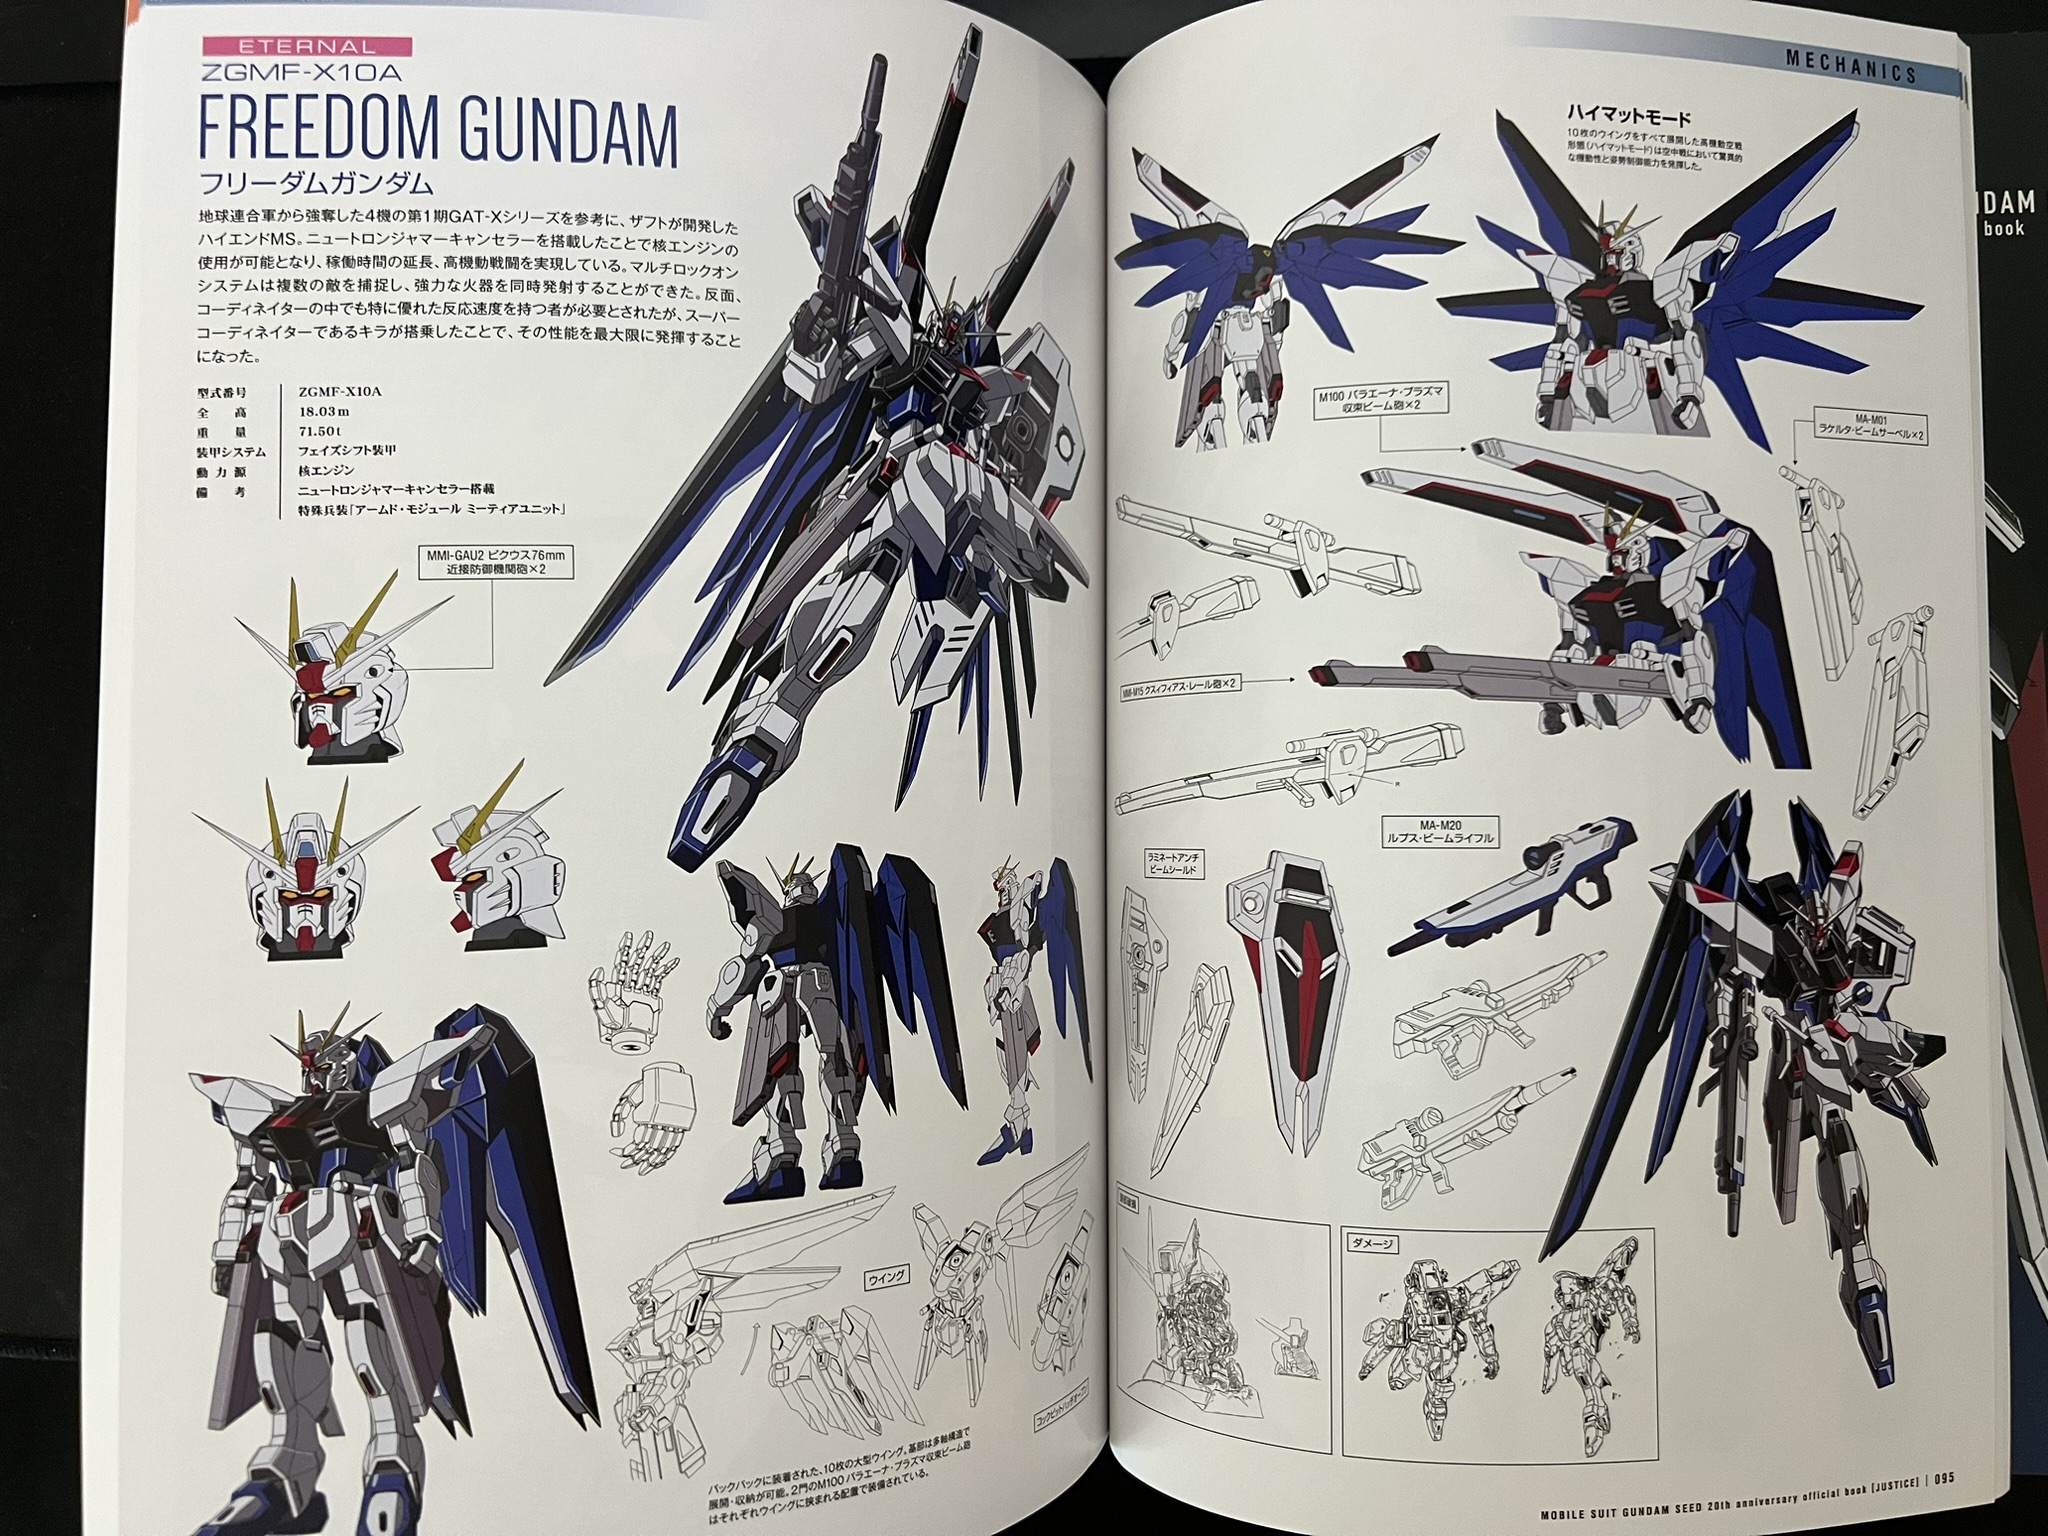 ETERNAL
ZGMF-X10A
FREEDOM GUNDAM
フリーダムガンダム
地球連合軍から強奪した4機の第1期GAT-Xシリーズを参考に、ザフトが開発した
ハイエンドMS。ニュートロンジャマーキャンセラーを搭載したことで核エンジンの
使用が可能となり、稼働時間の延長、高機動戦闘を実現している。マルチロックオン
システムは複数の敵を捕捉し、強力な火器を同時発射することができた。反面、
コーディネイターの中でも特に優れた反応速度を持つ者が必要とされたが、スーパー
コーディネイターであるキラが搭乗したことで、その性能を最大限に発揮すること
になった。
型式番号 ZGMF-X10A
全高 18.03m
重量 71.50t
装甲システム フェイズシフト装甲
動力源 核エンジン
備考 ニュートロンジャマーキャンセラー搭載
特殊兵装「アームド・モジュール ミーティアユニット」
MMI-GAU2 ピクウス76mm
近接防御機関砲×2
ウイング
コックピットハッチオープン
バックパックに装着された、10枚の大型ウイング。基部は多軸構造で
展開・収納が可能。2門のM100 バラエーナ・プラズマ収束ビーム砲
はそれぞれウイングに挟まれる配置で装備されている。
MECHANICS
ハイマットモード
10枚のウイングをすべて展開した高機動空戦
形態（ハイマットモード）は空中戦において驚異的
な機動性と姿勢制御能力を発揮した。
M100 バラエーナ・プラズマ
収束ビーム砲×2
MA-M01
ラケルタ・ビームサーベル×2
MMI-M15 クスィフィアス・レール砲×2
R
MA-M20
ルプス・ビームライフル
ラミネートアンチ
ビームシールド
ダメージ
MOBILE SUIT GUNDAM SEED 20th anniversary official book [JUSTICE] | 095
NDAM
book